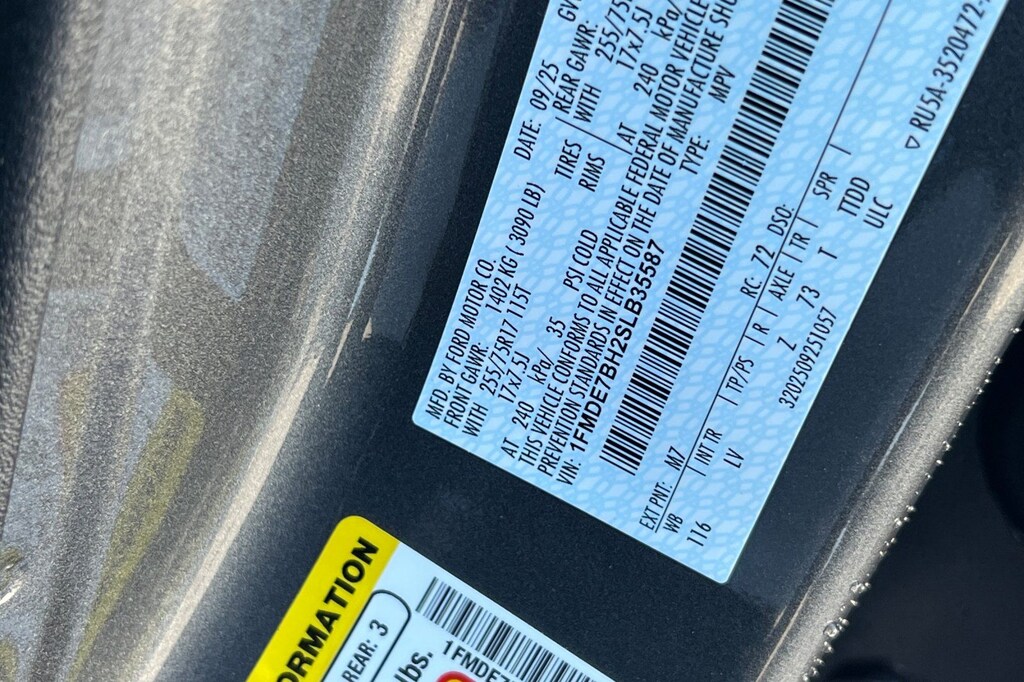 MFD. BY FORD MOTOR CO. DATE: 09/25 GV
FRONT GAWR: 1402 KG ( 3090 LB) REAR GAWR:
WITH 255/75R17 115T TIRES WITH 255/75
17x7.5J RIMS 17x7.5J
AT 240 kPa/ 35 PSI COLD AT 240 kPa/
THIS VEHICLE CONFORMS TO ALL APPLICABLE FEDERAL MOTOR VEHICLE
PREVENTION STANDARDS IN EFFECT ON THE DATE OF MANUFACTURE SHO
VIN: 1FMDE7BH2SLB35587 TYPE: MPV
EXT PNT: M7 RC: 72 DSO:
WB INT TR TP/PS R AXLE TR SPR
116 LV Z 73 T TDD
3202509251057 ULC
▽ RU5A-3520472-
ORMATION
REAR: 3
lbs.
1FMDE7